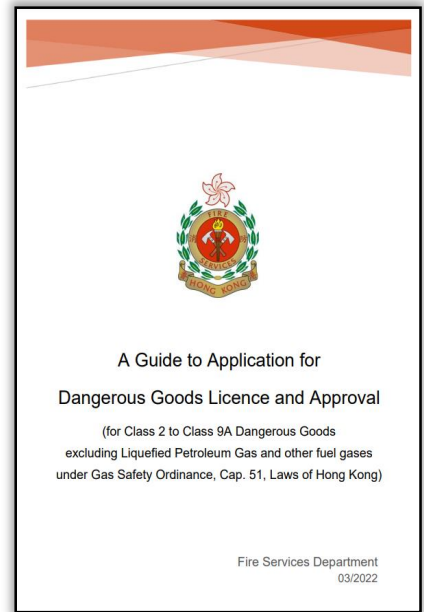 FIRE
SERVICES
HONG KONG
A Guide to Application for
Dangerous Goods Licence and Approval
(for Class 2 to Class 9A Dangerous Goods
excluding Liquefied Petroleum Gas and other fuel gases
under Gas Safety Ordinance, Cap. 51, Laws of Hong Kong)
Fire Services Department
03/2022